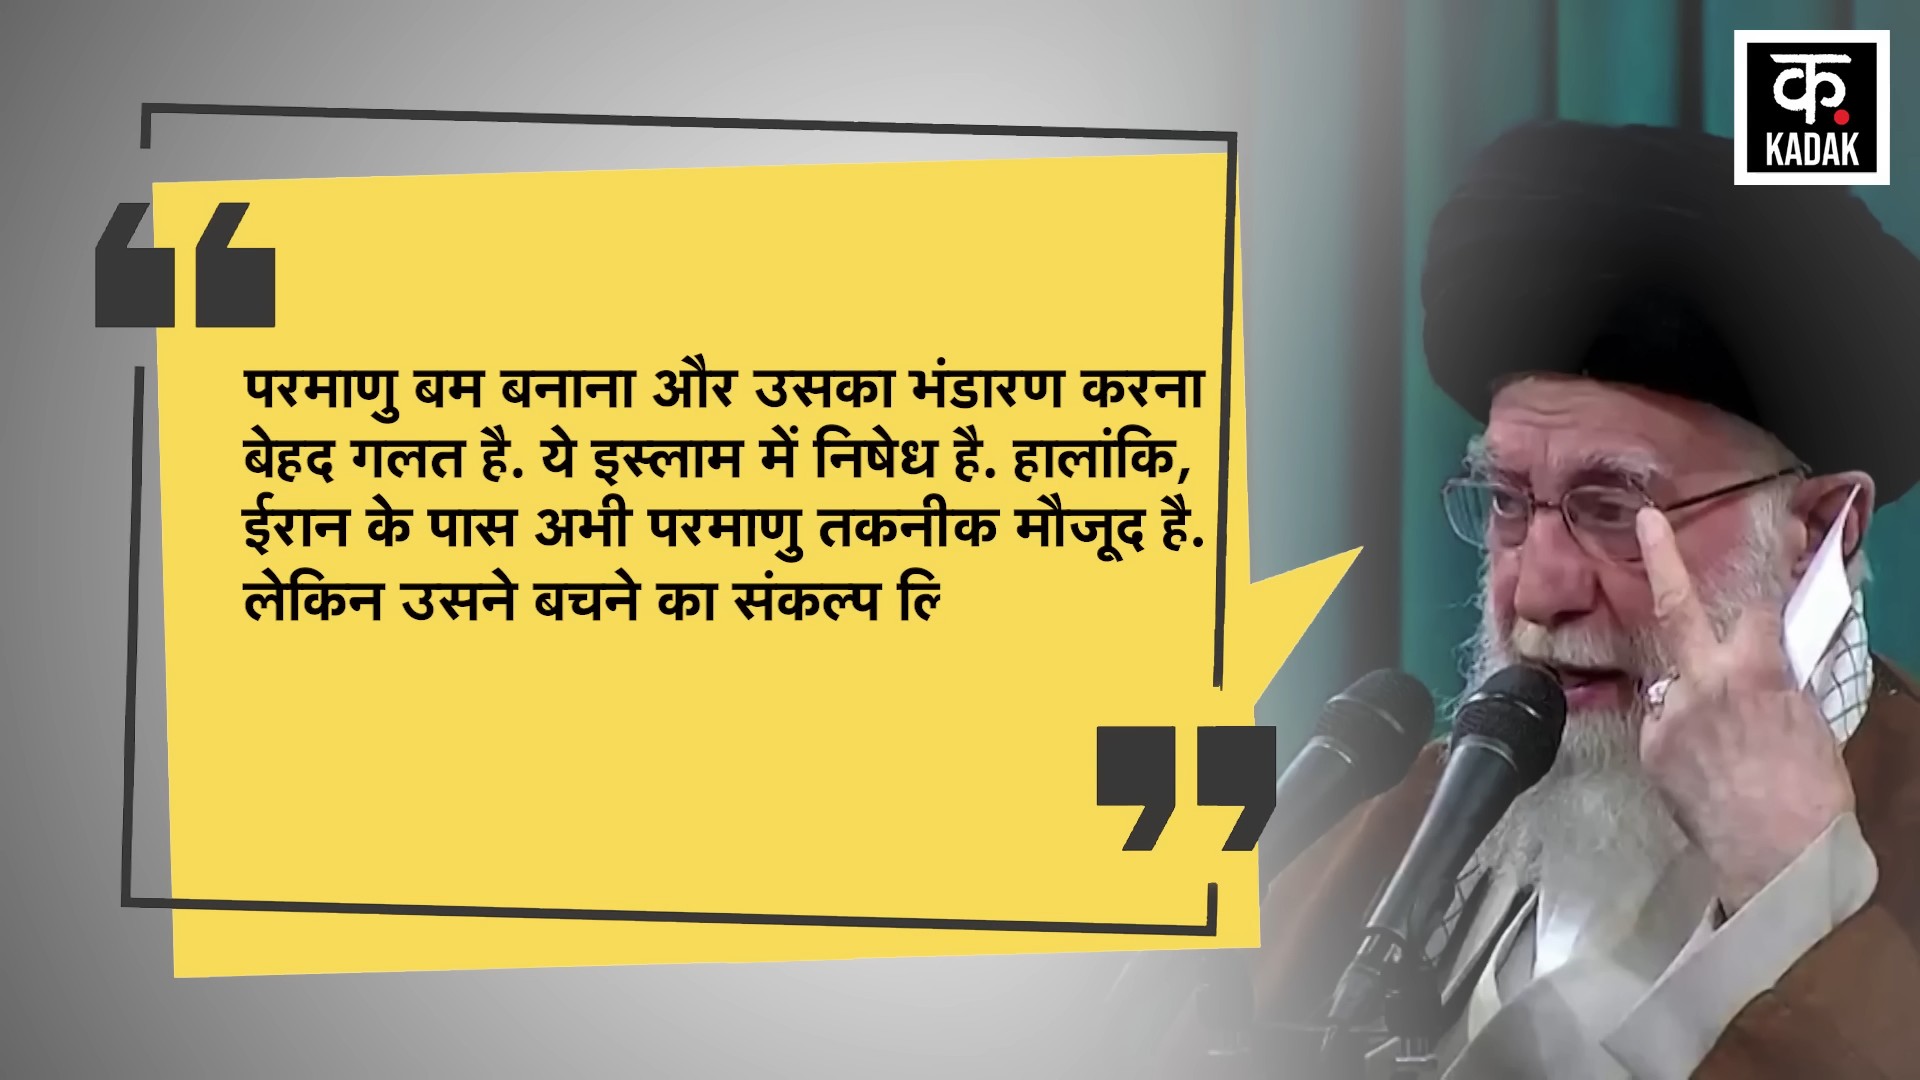 परमाणु बम बनाना और उसका भंडारण करना
बेहद गलत है. ये इस्लाम में निषेध है. हालांकि,
ईरान के पास अभी परमाणु तकनीक मौजूद है.
लेकिन उसने बचने का संकल्प लि
क
KADAK